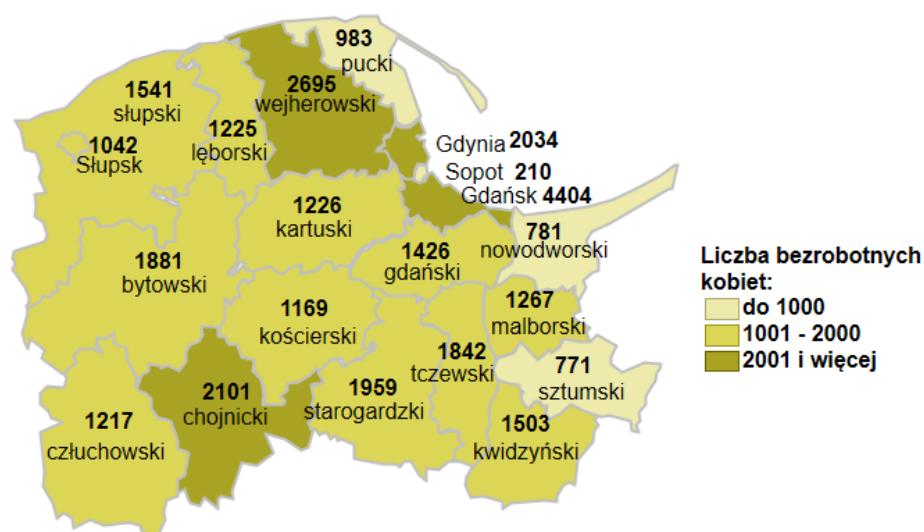 983
pucki
2695
wejherowski
1541
słupski
1042
Słupsk
1225
lęborski
Gdynia 2034
Sopot 210
Gdańsk 4404
1226
kartuski
781
nowodworski
1426
gdański
1881
bytowski
1169
kościerski
1267
malborski
1842
tczewski
771
sztumski
2101
chojnicki
1959
starogardzki
1217
człuchowski
1503
kwidzyński
Liczba bezrobotnych
kobiet:
do 1000
1001 - 2000
2001 i więcej